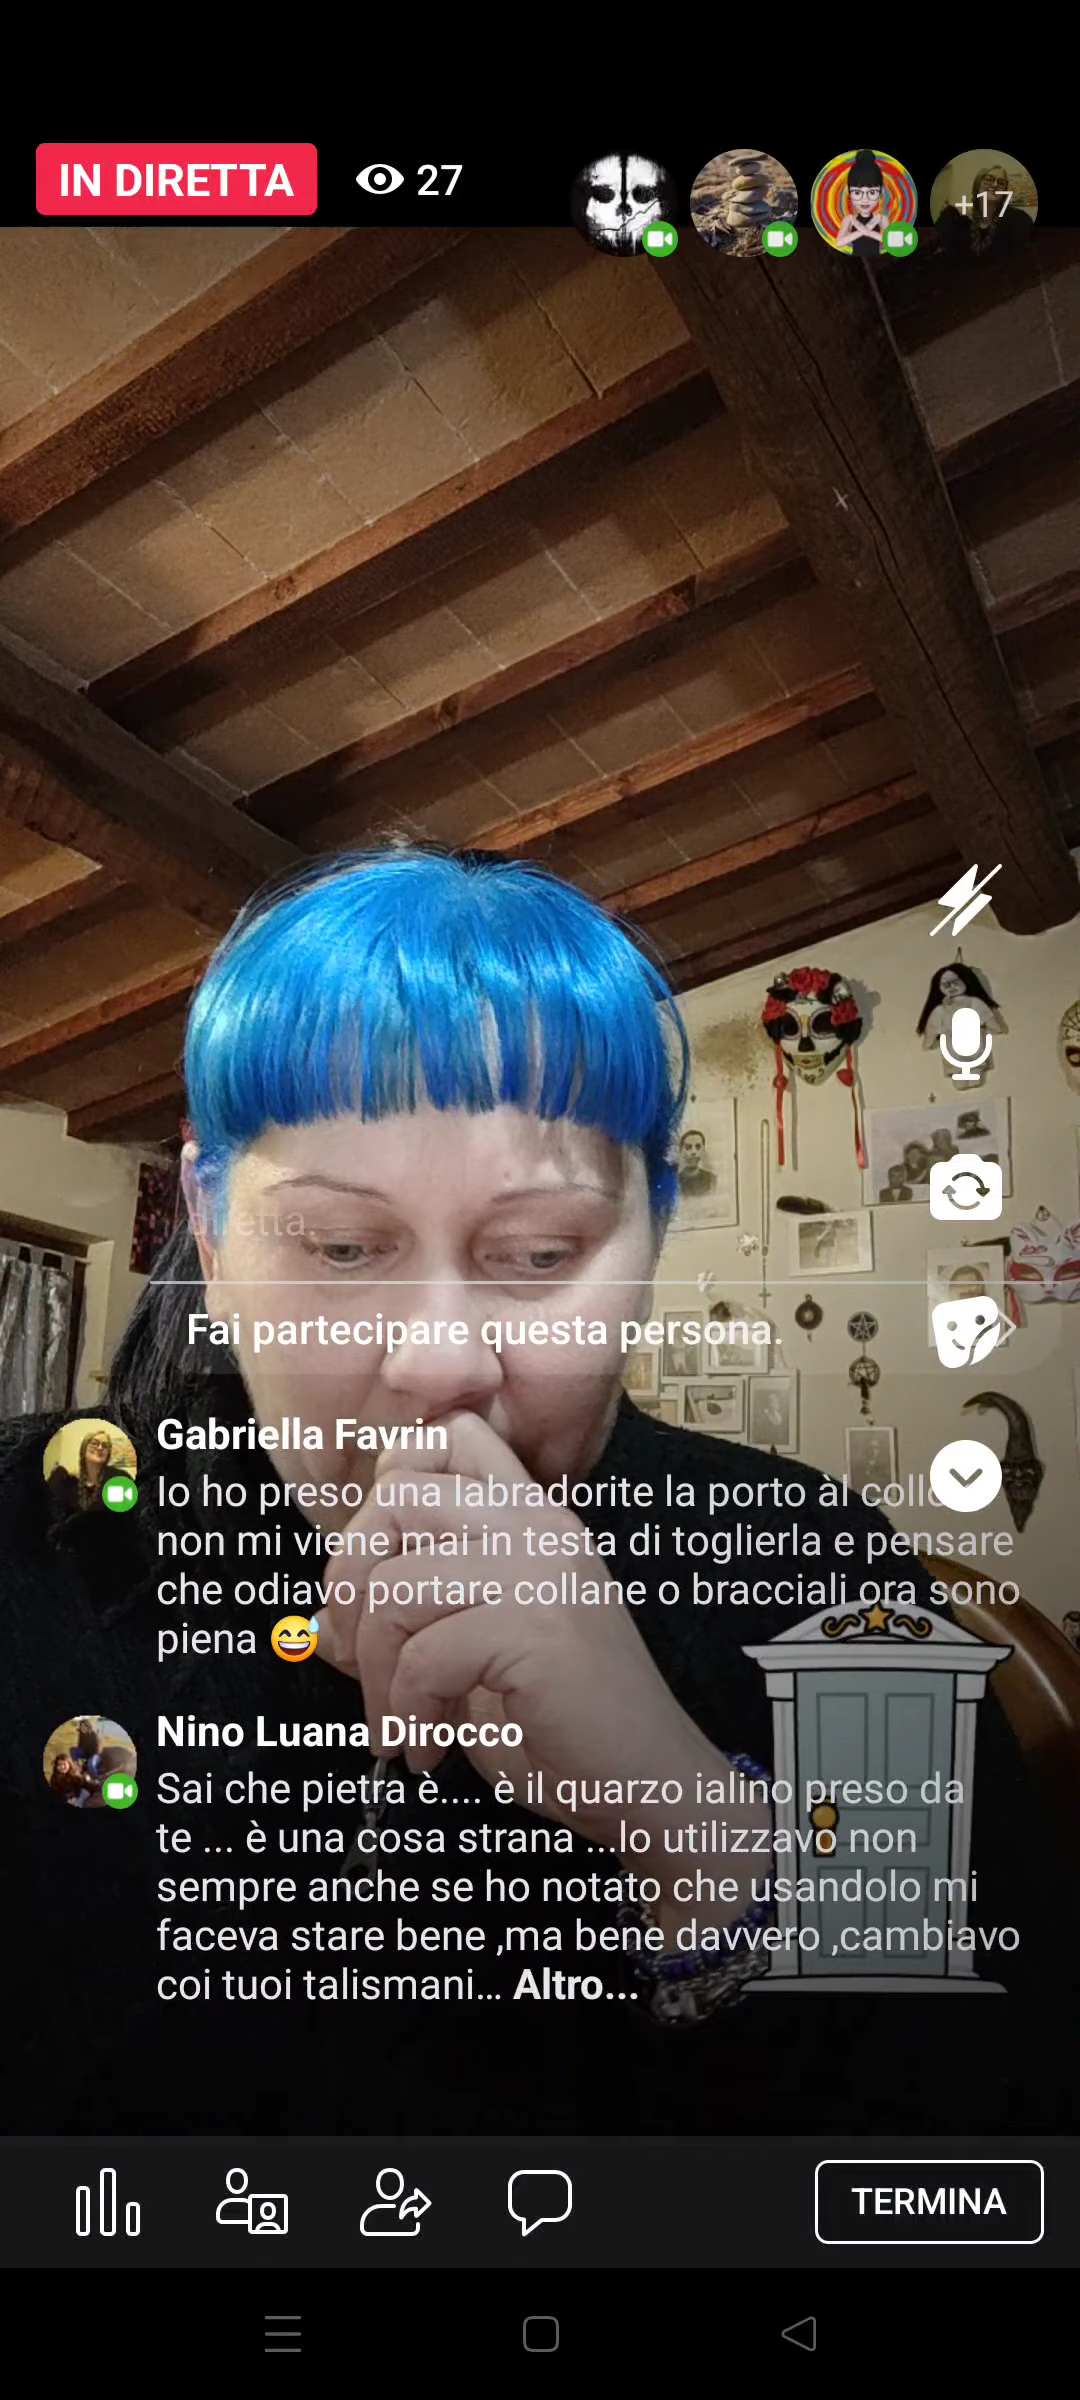 IN DIRETTA
27
+17
diretta.
Fai partecipare questa persona.
Gabriella Favrin
Io ho preso una labradorite la porto àl collo
non mi viene mai in testa di toglierla e pensare
che odiavo portare collane o bracciali ora sono
piena 😅
Nino Luana Dirocco
Sai che pietra è.... è il quarzo ialino preso da
te ... è una cosa strana ...lo utilizzavo non
sempre anche se ho notato che usandolo mi
faceva stare bene ,ma bene davvero ,cambiavo
coi tuoi talismani... Altro...
TERMINA